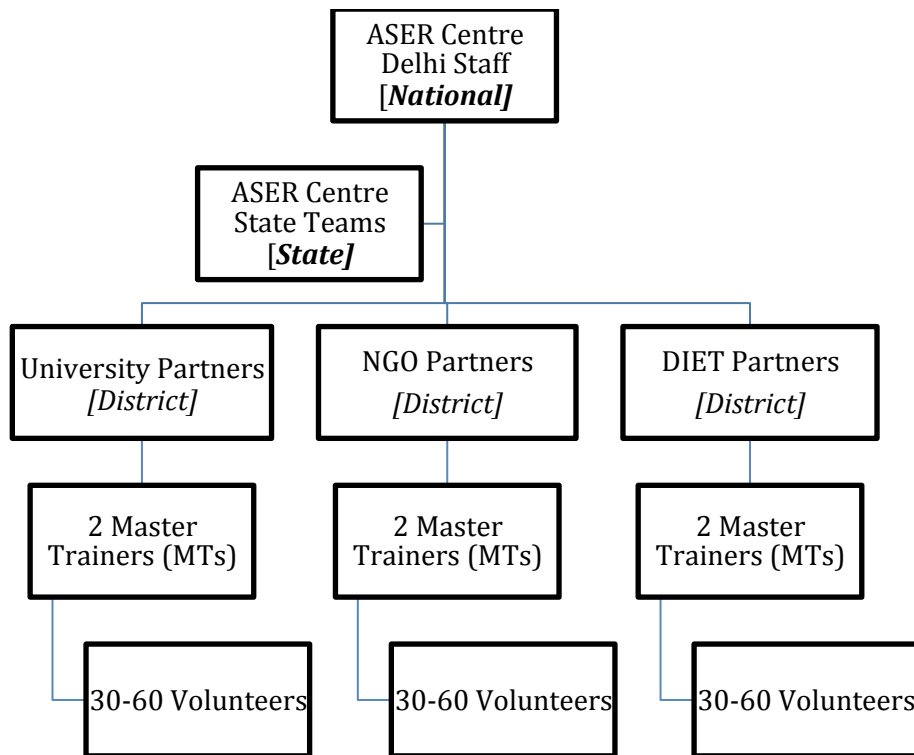 ASER Centre
Delhi Staff
[National]
ASER Centre
State Teams
[State]
University Partners
[District]
NGO Partners
[District]
DIET Partners
[District]
2 Master
Trainers (MTs)
2 Master
Trainers (MTs)
2 Master
Trainers (MTs)
30-60 Volunteers
30-60 Volunteers
30-60 Volunteers